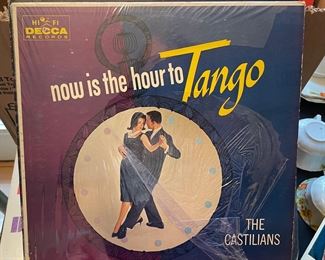 HI FI
DECCA
RECORDS
now is the hour to Tango
THE
CASTILIANS